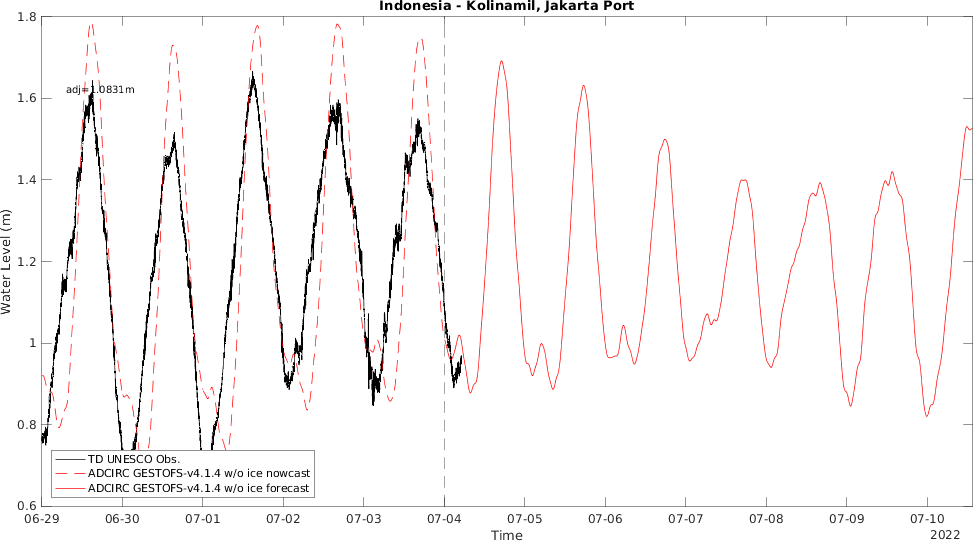 Indonesia - Kolinamil, Jakarta Port
1.8
1.6
1.4
1.2
1
0.8
0.6
Water Level (m)
adj=1.0831m
TD UNESCO Obs.
ADCIRC GESTOFS-v4.1.4 w/o ice nowcast
ADCIRC GESTOFS-v4.1.4 w/o ice forecast
06-29 06-30 07-01 07-02 07-03 07-04 07-05 07-06 07-07 07-08 07-09 07-10
Time
2022